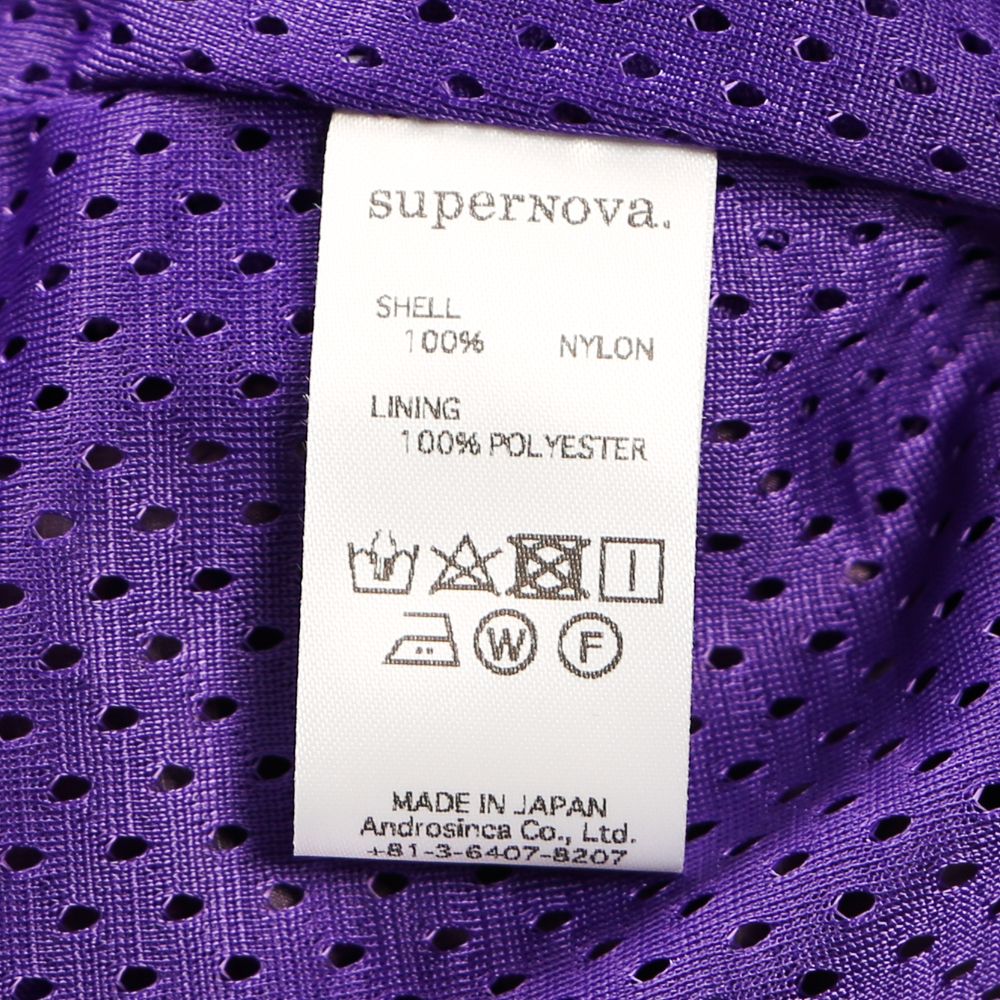 superNova.
SHELL
100% NYLON
LINING
100% POLYESTER
W F
MADE IN JAPAN
Androsinca Co., Ltd.
+81-3-6407-8207